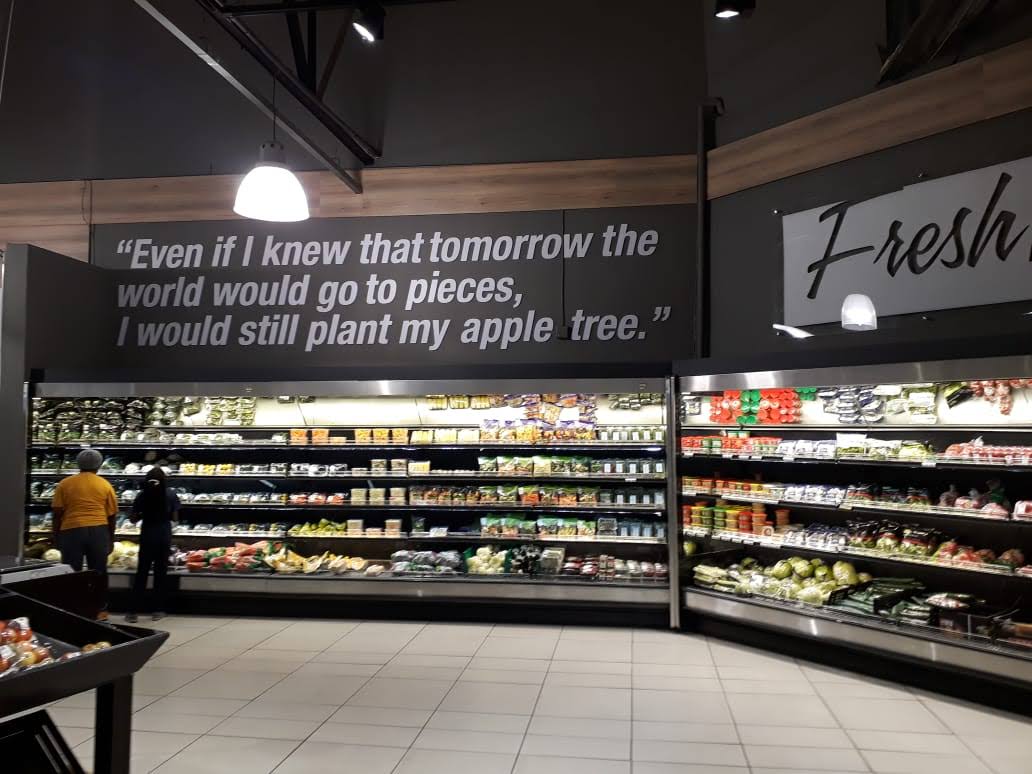 “Even if I knew that tomorrow the
world would go to pieces,
I would still plant my apple tree.”
Fresh